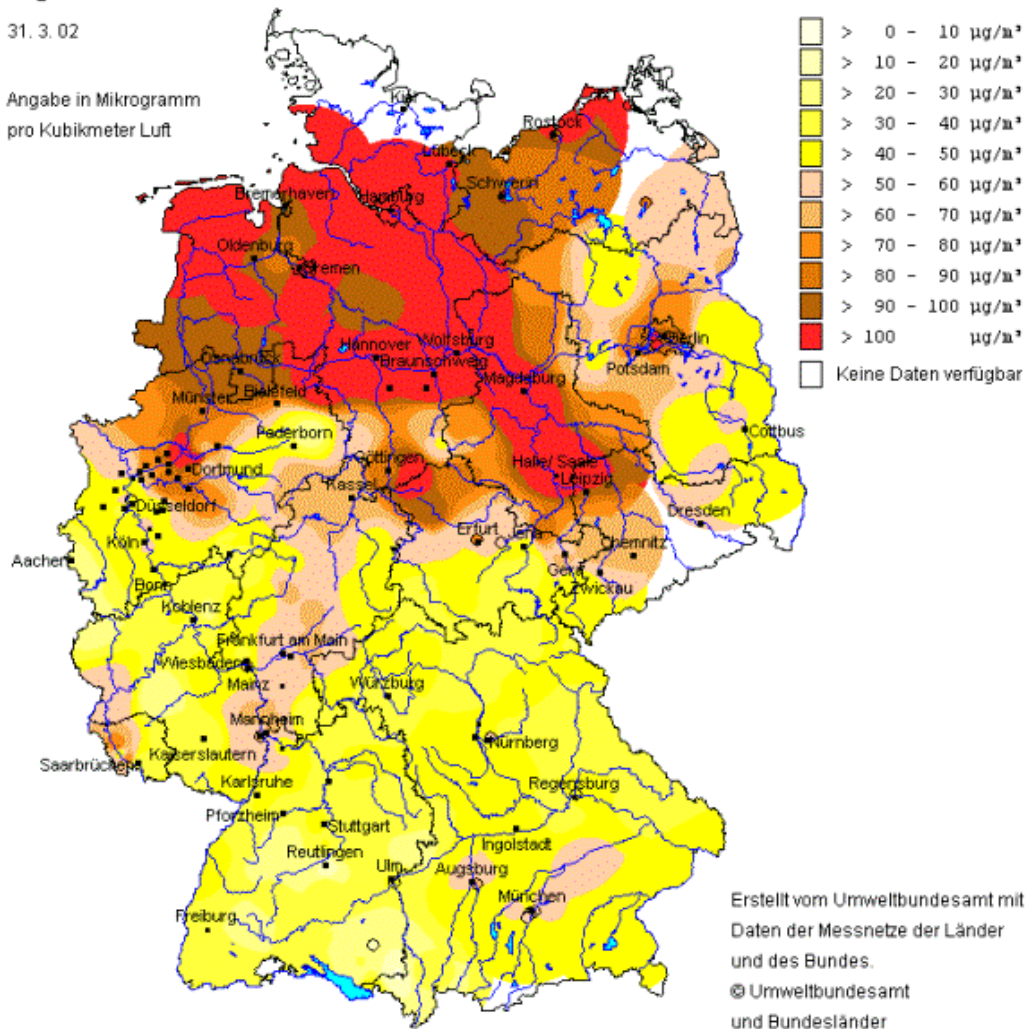 31. 3. 02
Angabe in Mikrogramm
pro Kubikmeter Luft
> 0 - 10 µg/m³
> 10 - 20 µg/m³
> 20 - 30 µg/m³
> 30 - 40 µg/m³
> 40 - 50 µg/m³
> 50 - 60 µg/m³
> 60 - 70 µg/m³
> 70 - 80 µg/m³
> 80 - 90 µg/m³
> 90 - 100 µg/m³
> 100 µg/m³
Keine Daten verfügbar
Kiel
Rostock
Lübeck
Schwerin
Bremerhaven
Hamburg
Oldenburg
Bremen
Berlin
Potsdam
Hannover
Wolfsburg
Braunschweig
Osnabrück
Magdeburg
Münster
Bielefeld
Paderborn
Cottbus
Dortmund
Göttingen
Halle/ Saale
Leipzig
Kassel
Düsseldorf
Dresden
Erfurt
Jena
Köln
Chemnitz
Aachen
Gera
Zwickau
Bonn
Koblenz
Frankfurt am Main
Wiesbaden
Mainz
Würzburg
Mannheim
Nürnberg
Kaiserslautern
Saarbrücken
Karlsruhe
Regensburg
Pforzheim
Stuttgart
Ingolstadt
Reutlingen
Ulm
Augsburg
München
Freiburg
Erstellt vom Umweltbundesamt mit
Daten der Messnetze der Länder
und des Bundes.
© Umweltbundesamt
und Bundesländer